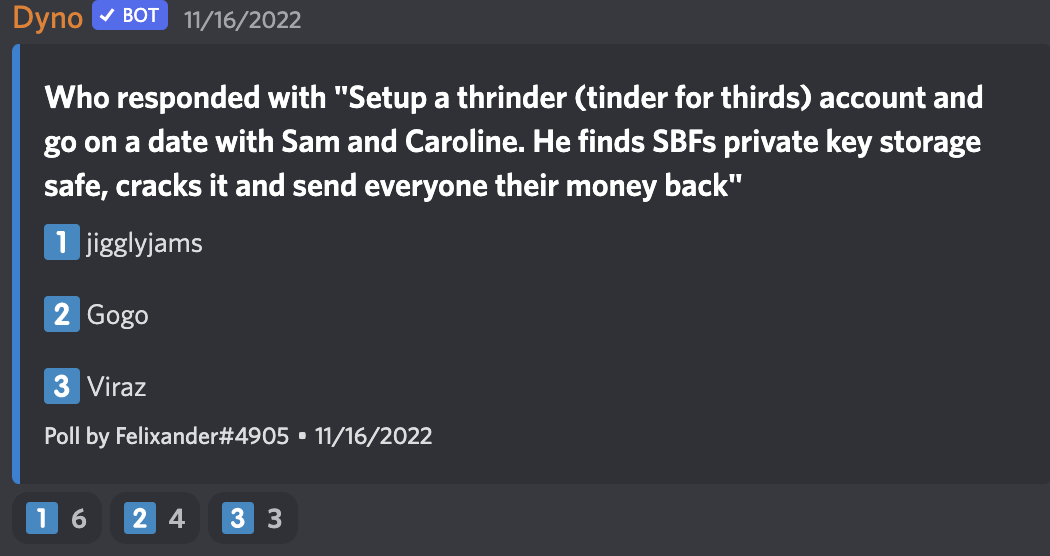 Dyno ✓ BOT 11/16/2022
Who responded with "Setup a thrinder (tinder for thirds) account and
go on a date with Sam and Caroline. He finds SBFs private key storage
safe, cracks it and send everyone their money back"
1 jigglyjams
2 Gogo
3 Viraz
Poll by Felixander#4905 • 11/16/2022
1 6 2 4 3 3